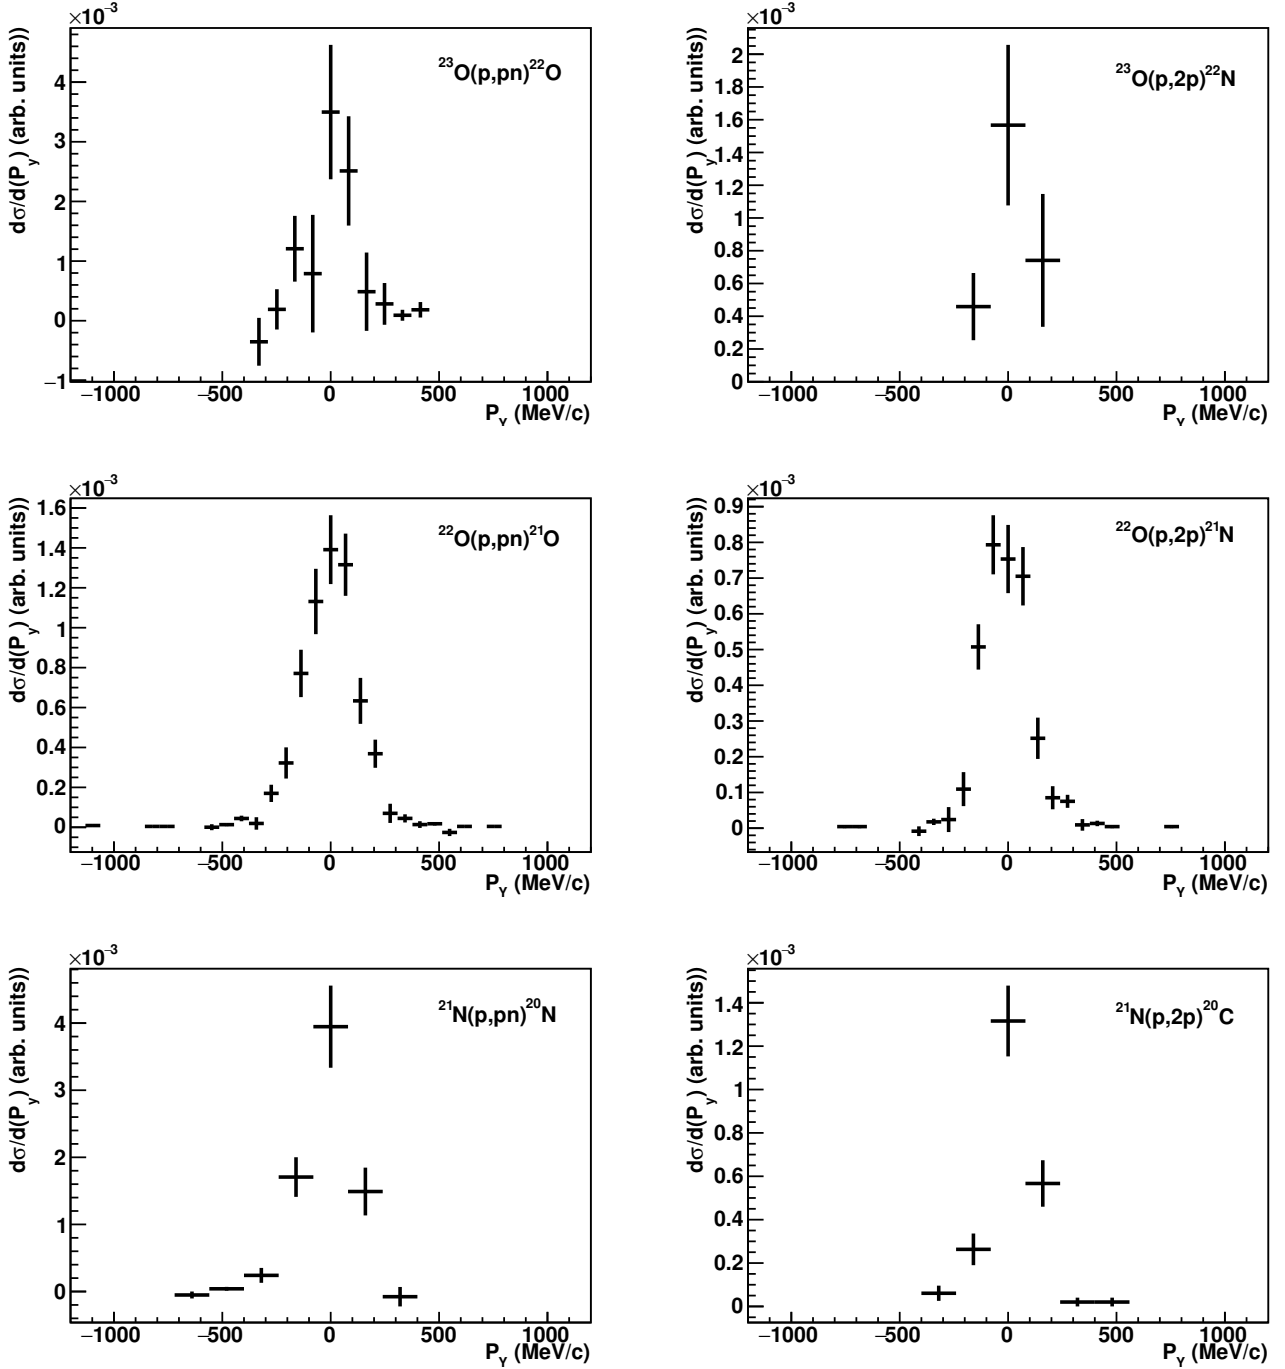 ×10⁻³
dσ/d(P_y) (arb. units))
²³O(p,pn)²²O
4
3
2
1
0
−1
−1000 −500 0 500 1000
P_Y (MeV/c)
×10⁻³
dσ/d(P_y) (arb. units))
²³O(p,2p)²²N
2
1.8
1.6
1.4
1.2
1
0.8
0.6
0.4
0.2
0
−1000 −500 0 500 1000
P_Y (MeV/c)
×10⁻³
dσ/d(P_y) (arb. units))
²²O(p,pn)²¹O
1.6
1.4
1.2
1
0.8
0.6
0.4
0.2
0
−1000 −500 0 500 1000
P_Y (MeV/c)
×10⁻³
dσ/d(P_y) (arb. units))
²²O(p,2p)²¹N
0.9
0.8
0.7
0.6
0.5
0.4
0.3
0.2
0.1
0
−1000 −500 0 500 1000
P_Y (MeV/c)
×10⁻³
dσ/d(P_y) (arb. units))
²¹N(p,pn)²⁰N
4
3
2
1
0
−1000 −500 0 500 1000
P_Y (MeV/c)
×10⁻³
dσ/d(P_y) (arb. units))
²¹N(p,2p)²⁰C
1.4
1.2
1
0.8
0.6
0.4
0.2
0
−1000 −500 0 500 1000
P_Y (MeV/c)